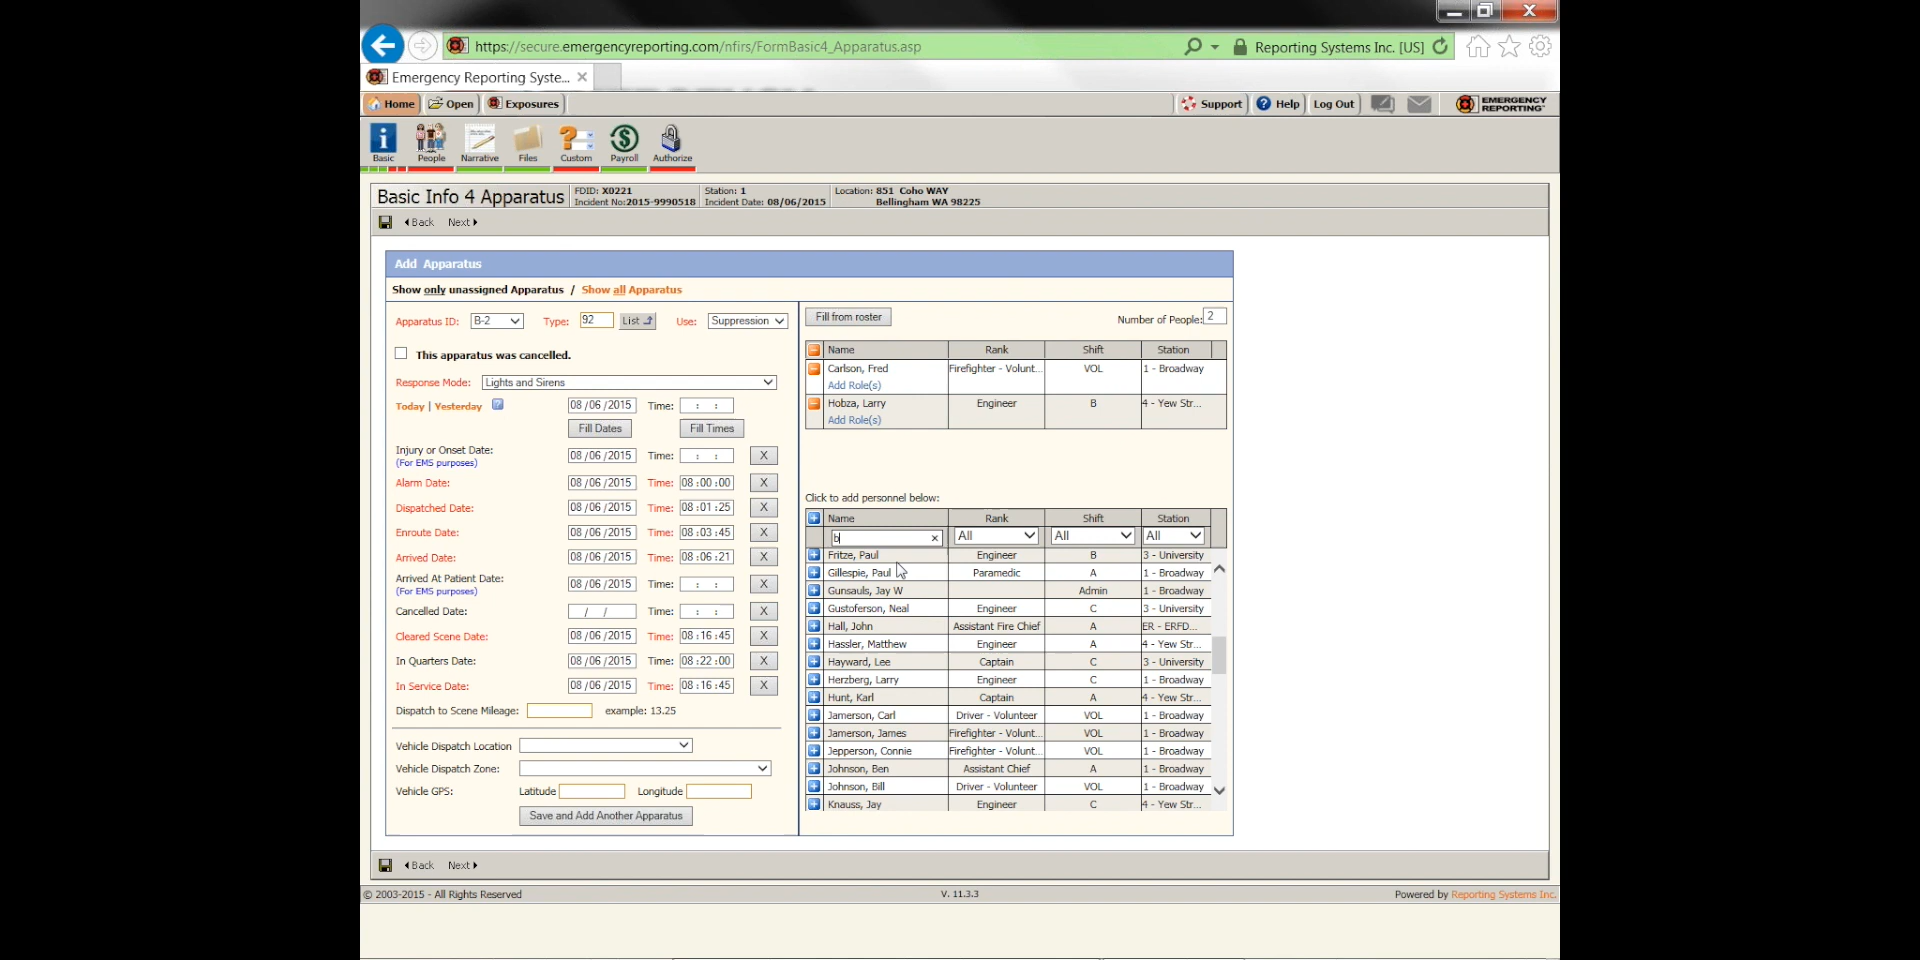 https://secure.emergencyreporting.com/nfirs/FormBasic4_Apparatus.asp
Reporting Systems Inc. [US]
Emergency Reporting Syste...
Home Open Exposures Support Help Log Out EMERGENCY REPORTING
Basic People Narrative Files Custom Payroll Authorize
Basic Info 4 Apparatus
FDID: X0221 Station: 1 Location: 851 Coho WAY
Incident No:2015-9990518 Incident Date: 08/06/2015 Bellingham WA 98225
Back Next
Add Apparatus
Show only unassigned Apparatus / Show all Apparatus
Apparatus ID: B-2 Type: 92 List Use: Suppression
This apparatus was cancelled.
Response Mode: Lights and Sirens
Today | Yesterday ? 08/06/2015 Time: : :
Fill Dates Fill Times
Injury or Onset Date: 08/06/2015 Time: : : X
(For EMS purposes)
Alarm Date: 08/06/2015 Time: 08:00:00 X
Dispatched Date: 08/06/2015 Time: 08:01:25 X
Enroute Date: 08/06/2015 Time: 08:03:45 X
Arrived Date: 08/06/2015 Time: 08:06:21 X
Arrived At Patient Date: 08/06/2015 Time: : : X
(For EMS purposes)
Cancelled Date: / / Time: : : X
Cleared Scene Date: 08/06/2015 Time: 08:16:45 X
In Quarters Date: 08/06/2015 Time: 08:22:00 X
In Service Date: 08/06/2015 Time: 08:16:45 X
Dispatch to Scene Mileage: example: 13.25
Vehicle Dispatch Location
Vehicle Dispatch Zone:
Vehicle GPS: Latitude Longitude
Save and Add Another Apparatus
Fill from roster
Number of People: 2
Name Rank Shift Station
Carlson, Fred Firefighter - Volunt... VOL 1 - Broadway
Add Role(s)
Hobza, Larry Engineer B 4 - Yew Str...
Add Role(s)
Click to add personnel below:
Name Rank Shift Station
b All All All
Fritze, Paul Engineer B 3 - University
Gillespie, Paul Paramedic A 1 - Broadway
Gunsauls, Jay W Admin 1 - Broadway
Gustoferson, Neal Engineer C 3 - University
Hall, John Assistant Fire Chief A ER - ERFD...
Hassler, Matthew Engineer A 4 - Yew Str...
Hayward, Lee Captain C 3 - University
Herzberg, Larry Engineer C 1 - Broadway
Hunt, Karl Captain A 4 - Yew Str...
Jamerson, Carl Driver - Volunteer VOL 1 - Broadway
Jamerson, James Firefighter - Volunt... VOL 1 - Broadway
Jepperson, Connie Firefighter - Volunt... VOL 1 - Broadway
Johnson, Ben Assistant Chief A 1 - Broadway
Johnson, Bill Driver - Volunteer VOL 1 - Broadway
Knauss, Jay Engineer C 4 - Yew Str...
Back Next
© 2003-2015 - All Rights Reserved V. 11.3.3 Powered by Reporting Systems Inc.